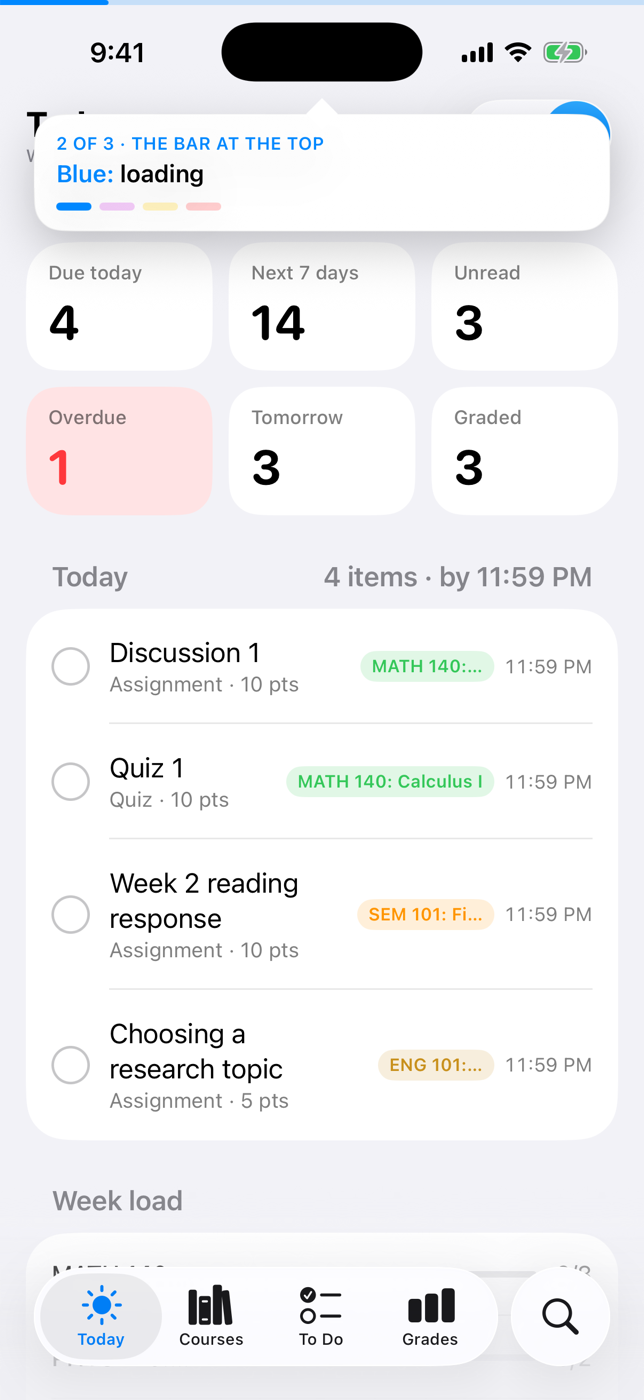 9:41
2 OF 3 · THE BAR AT THE TOP
Blue: loading
Due today
4
Next 7 days
14
Unread
3
Overdue
1
Tomorrow
3
Graded
3
Today
4 items · by 11:59 PM
Discussion 1
Assignment · 10 pts
MATH 140:...
11:59 PM
Quiz 1
Quiz · 10 pts
MATH 140: Calculus I
11:59 PM
Week 2 reading
response
Assignment · 10 pts
SEM 101: Fi...
11:59 PM
Choosing a
research topic
Assignment · 5 pts
ENG 101:...
11:59 PM
Week load
Today
Courses
To Do
Grades